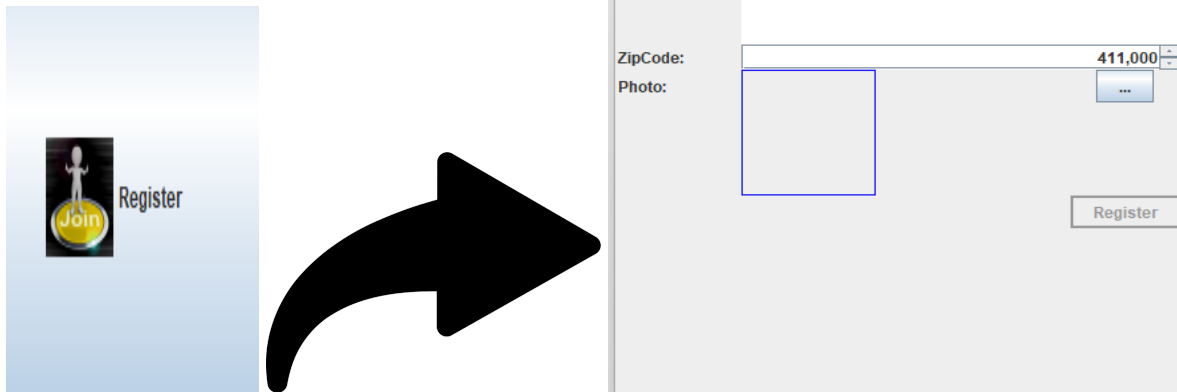 Join
Register
ZipCode:
411,000
Photo:
...
Register